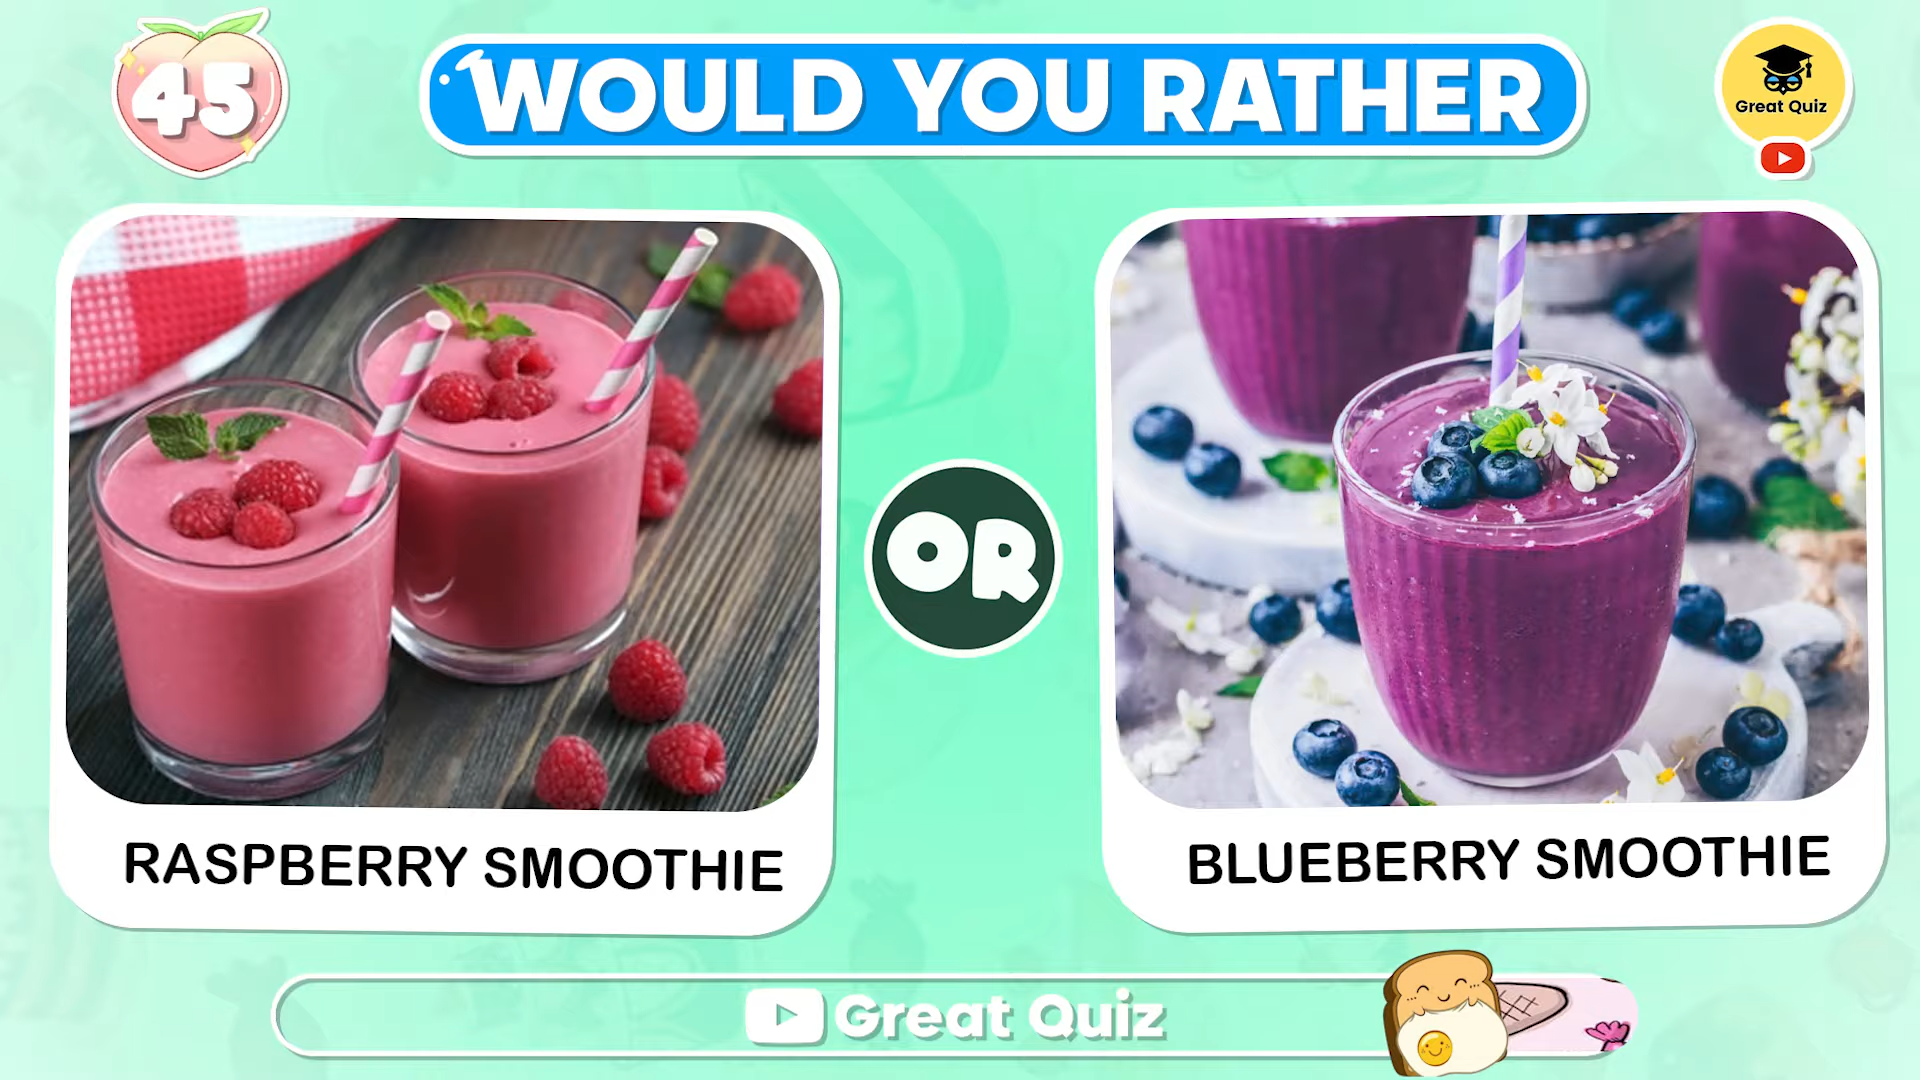 45
WOULD YOU RATHER
Great Quiz
OR
RASPBERRY SMOOTHIE
BLUEBERRY SMOOTHIE
Great Quiz